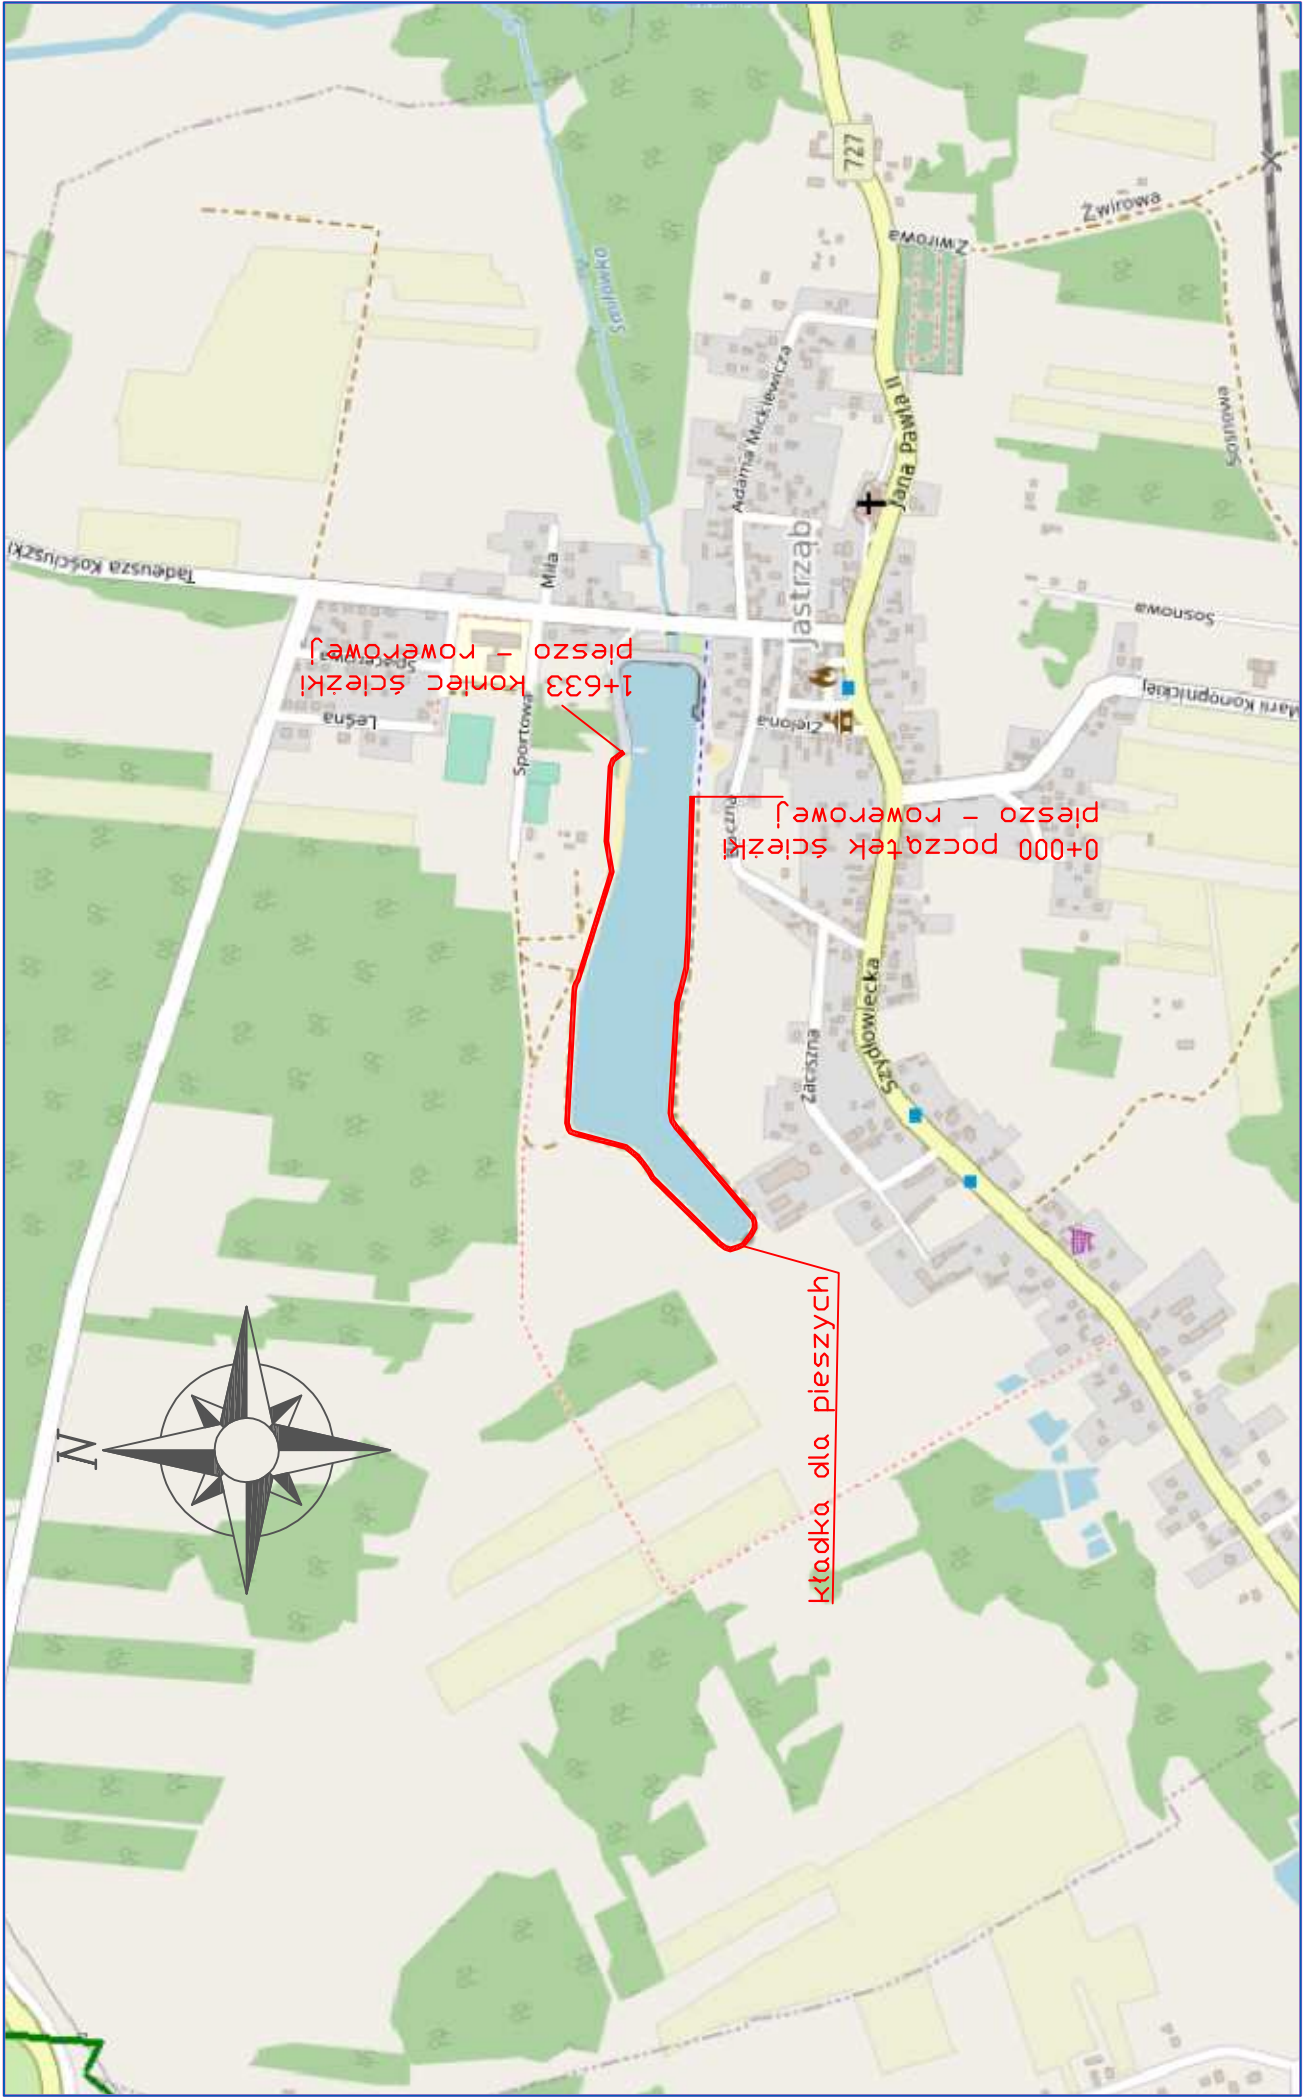 N
Tadeusza Kościuszki
Spacerowa
Leśna
Sportowa
Miła
1+633 koniec ścieżki
pieszo - rowerowej
Śmiłówko
727
Żwirowa
Żwirowa
Adama Mickiewicza
Jana Pawła II
Jastrząb
Zielona
0+000 początek ścieżki
pieszo - rowerowej
Zaciszna
Szydłowiecka
Sosnowa
Sosnowa
Marii Konopnickiej
kładka dla pieszych